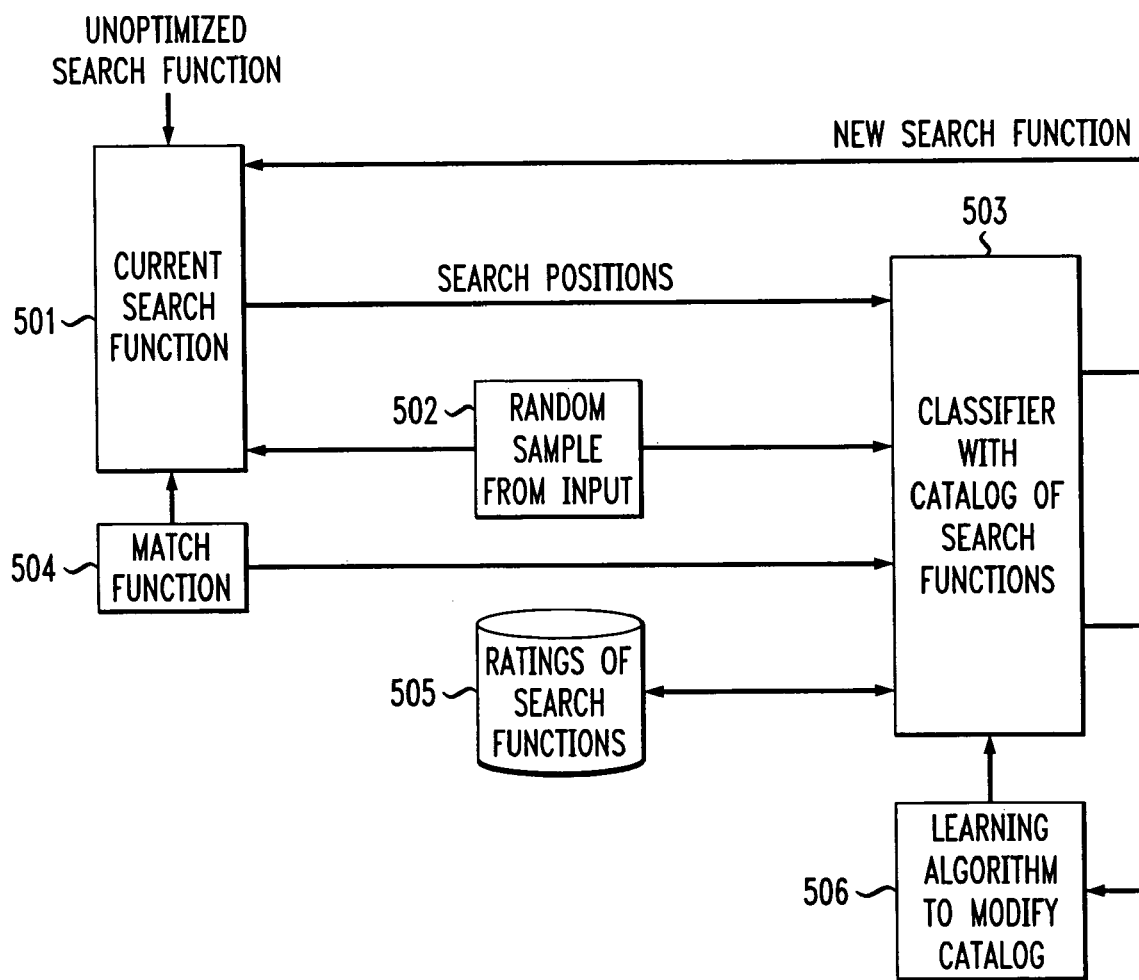 UNOPTIMIZED
SEARCH FUNCTION
NEW SEARCH FUNCTION
503
CURRENT
SEARCH
FUNCTION
501
SEARCH POSITIONS
502
RANDOM
SAMPLE
FROM INPUT
CLASSIFIER
WITH
CATALOG OF
SEARCH
FUNCTIONS
504
MATCH
FUNCTION
505
RATINGS OF
SEARCH
FUNCTIONS
506
LEARNING
ALGORITHM
TO MODIFY
CATALOG